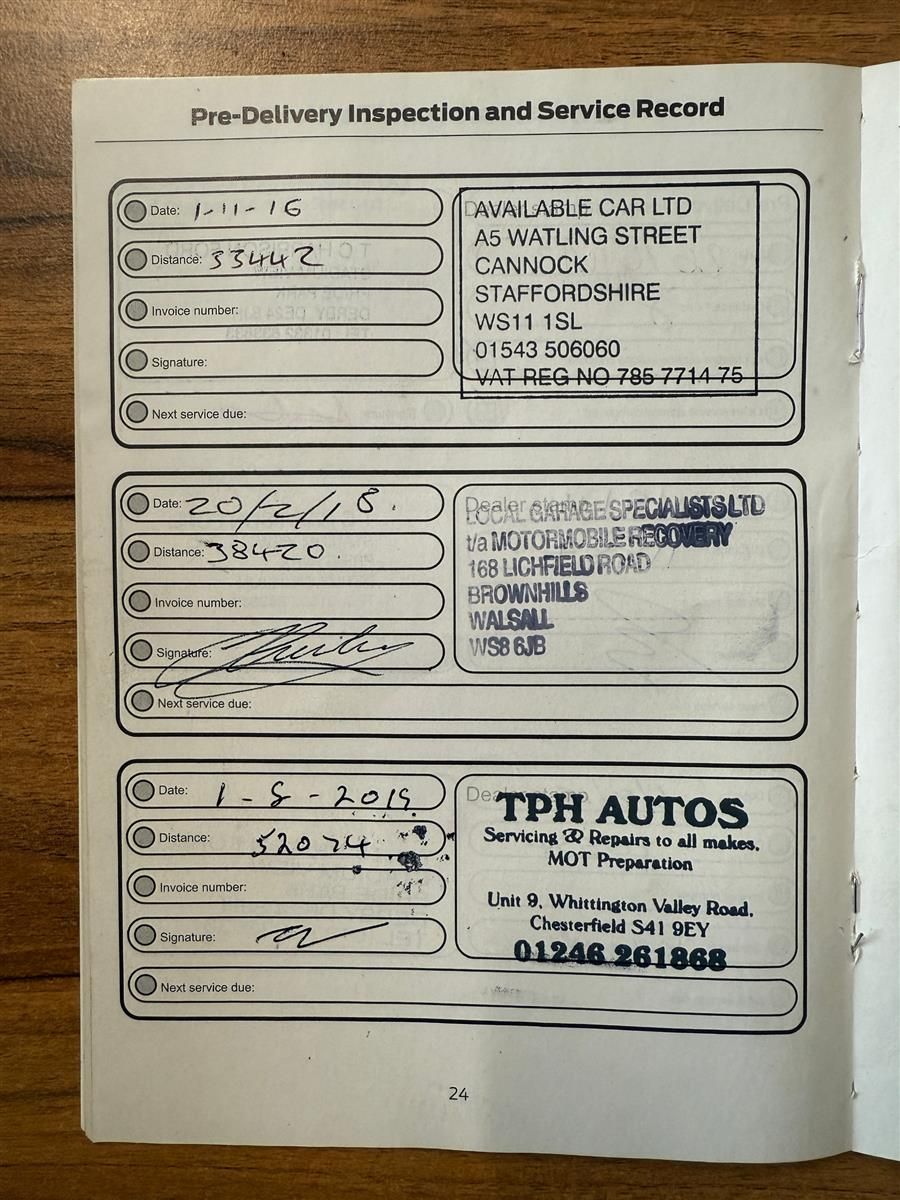 Pre-Delivery Inspection and Service Record
Date: 1-11-16
Distance: 33442
Invoice number:
Signature:
Next service due:
AVAILABLE CAR LTD
A5 WATLING STREET
CANNOCK
STAFFORDSHIRE
WS11 1SL
01543 506060
VAT REG NO 785 7714 75
Date: 20/2/18.
Distance: 38420.
Invoice number:
Signature:
Next service due:
Dealer stamp
LOCAL GARAGE SPECIALISTS LTD
t/a MOTORMOBILE RECOVERY
168 LICHFIELD ROAD
BROWNHILLS
WALSALL
WS8 6JB
Date: 1-8-2019
Distance: 52074
Invoice number:
Signature:
Next service due:
Dealer stamp
TPH AUTOS
Servicing & Repairs to all makes.
MOT Preparation
Unit 9, Whittington Valley Road,
Chesterfield S41 9EY
01246 261868
24